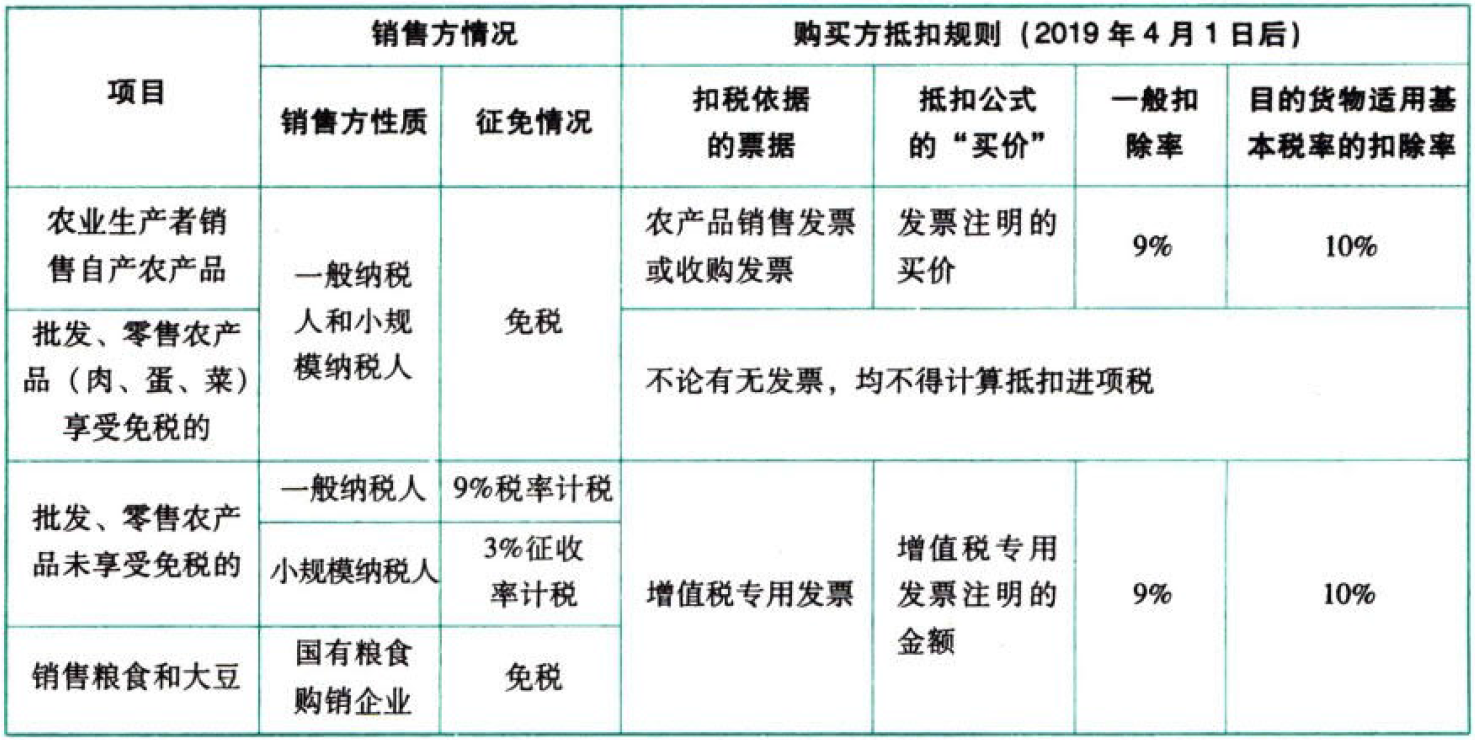 项目
销售方情况
购买方抵扣规则（2019年4月1日后）
销售方性质
征免情况
扣税依据
的票据
抵扣公式
的“买价”
一般扣
除率
目的货物适用基
本税率的扣除率
农业生产者销
售自产农产品
一般纳税
人和小规
模纳税人
免税
农产品销售发票
或收购发票
发票注明的
买价
9%
10%
批发、零售农产
品（肉、蛋、菜）
享受免税的
不论有无发票，均不得计算抵扣进项税
批发、零售农产
品未享受免税的
一般纳税人
9%税率计税
小规模纳税人
3%征收
率计税
增值税专用发票
增值税专用
发票注明的
金额
9%
10%
销售粮食和大豆
国有粮食
购销企业
免税